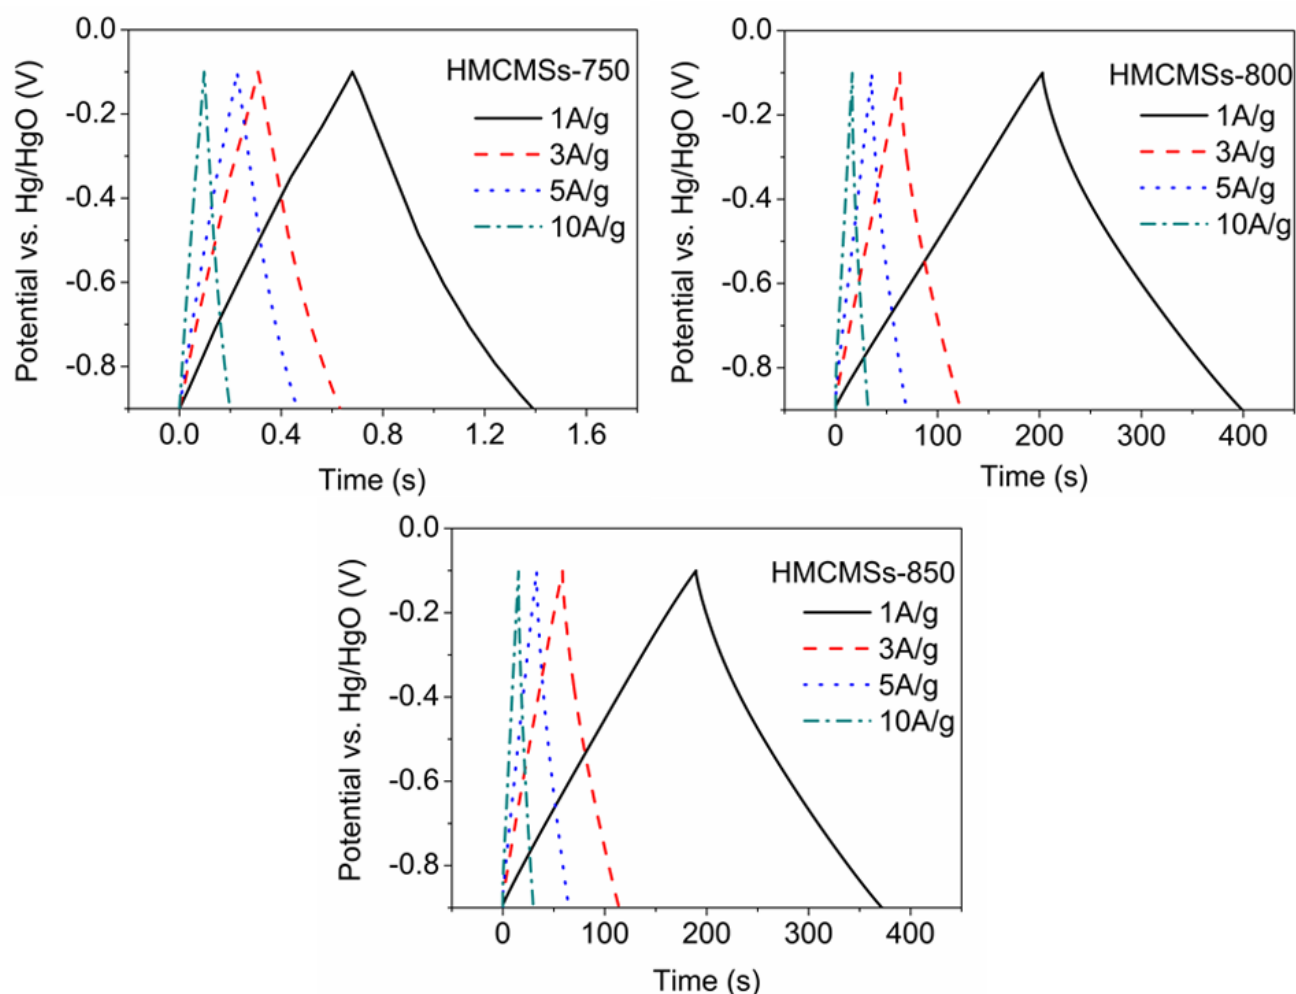 HMCMSs-750
1A/g
3A/g
5A/g
10A/g
Potential vs. Hg/HgO (V)
0.0
-0.2
-0.4
-0.6
-0.8
0.0 0.4 0.8 1.2 1.6
Time (s)
HMCMSs-800
1A/g
3A/g
5A/g
10A/g
Potential vs. Hg/HgO (V)
0.0
-0.2
-0.4
-0.6
-0.8
0 100 200 300 400
Time (s)
HMCMSs-850
1A/g
3A/g
5A/g
10A/g
Potential vs. Hg/HgO (V)
0.0
-0.2
-0.4
-0.6
-0.8
0 100 200 300 400
Time (s)